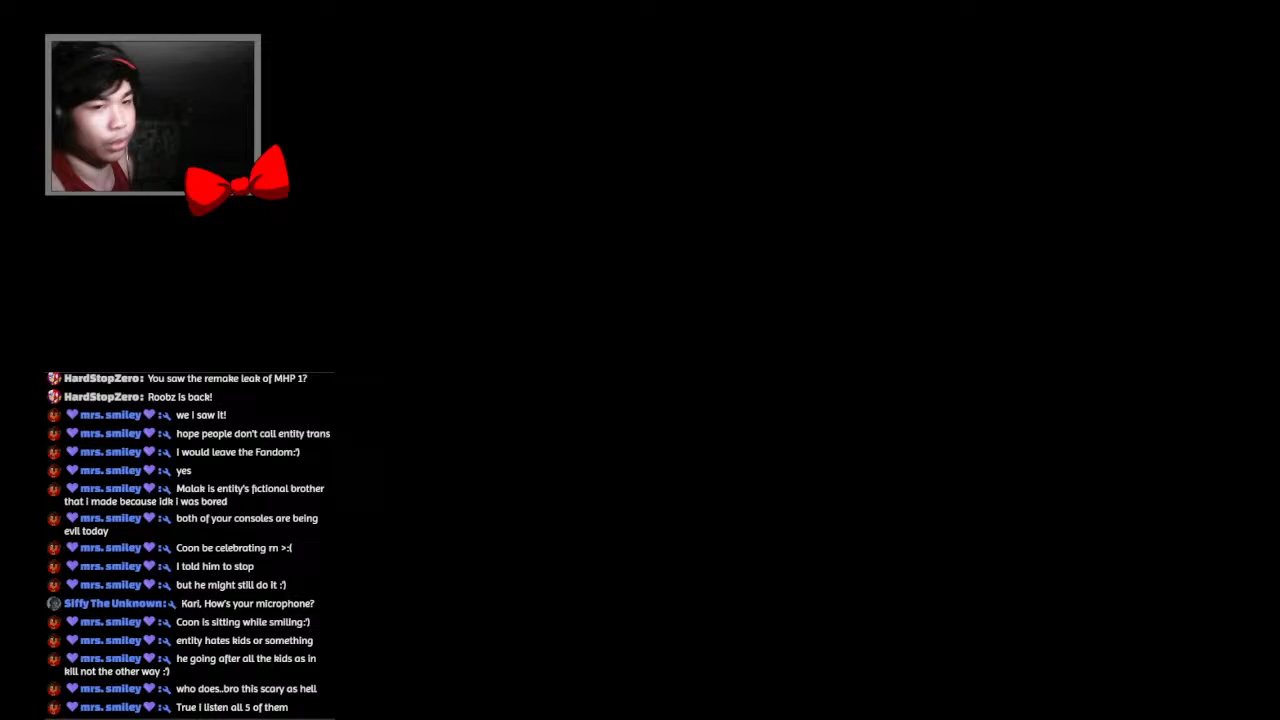 HardStopZero: You saw the remake leak of MHP 1?
HardStopZero: Roobz is back!
💜mrs. smiley💜: we I saw it!
💜mrs. smiley💜: hope people don't call entity trans
💜mrs. smiley💜: I would leave the Fandom:')
💜mrs. smiley💜: yes
💜mrs. smiley💜: Malak is entity's fictional brother
that i made because idk i was bored
💜mrs. smiley💜: both of your consoles are being
evil today
💜mrs. smiley💜: Coon be celebrating rn >:(
💜mrs. smiley💜: I told him to stop
💜mrs. smiley💜: but he might still do it :')
Siffy The Unknown: Kari, How's your microphone?
💜mrs. smiley💜: Coon is sitting while smiling:')
💜mrs. smiley💜: entity hates kids or something
💜mrs. smiley💜: he going after all the kids as in
kill not the other way :')
💜mrs. smiley💜: who does..bro this scary as hell
💜mrs. smiley💜: True i listen all 5 of them